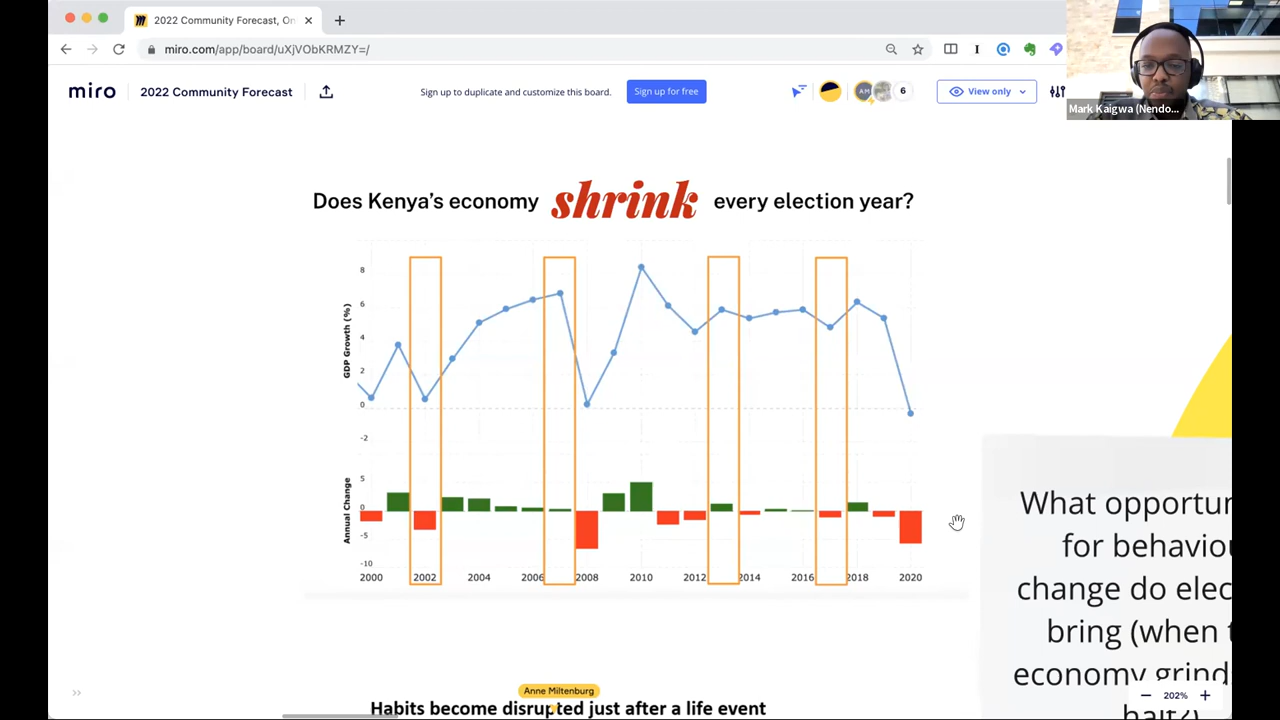 2022 Community Forecast, On
miro.com/app/board/uXjVObKRMZY=/
miro
2022 Community Forecast
Sign up to duplicate and customize this board.
Sign up for free
AM
6
View only
Mark Kaigwa (Nendo...
Does Kenya's economy shrink every election year?
GDP Growth (%)
8
6
4
2
0
-2
Annual Change
5
0
-5
-10
2000 2002 2004 2006 2008 2010 2012 2014 2016 2018 2020
What opportun
for behaviou
change do elec
bring (when t
economy grind
halt?)
202%
Anne Miltenburg
Habits become disrupted just after a life event